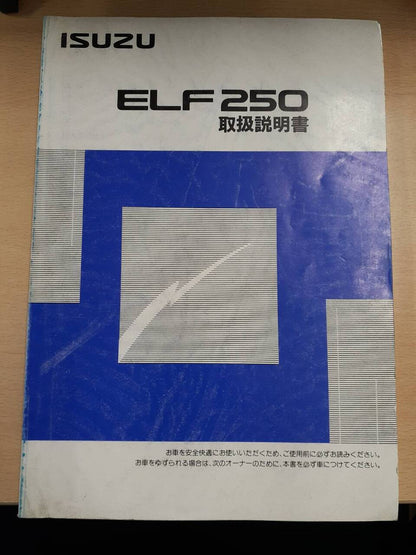 ISUZU
ELF 250
取扱説明書
お車を安全快適にお使いいただくため、ご使用前に必ずお読みください。
お車をゆずられる場合は、次のオーナーのために、本書を必ず車につけてください。